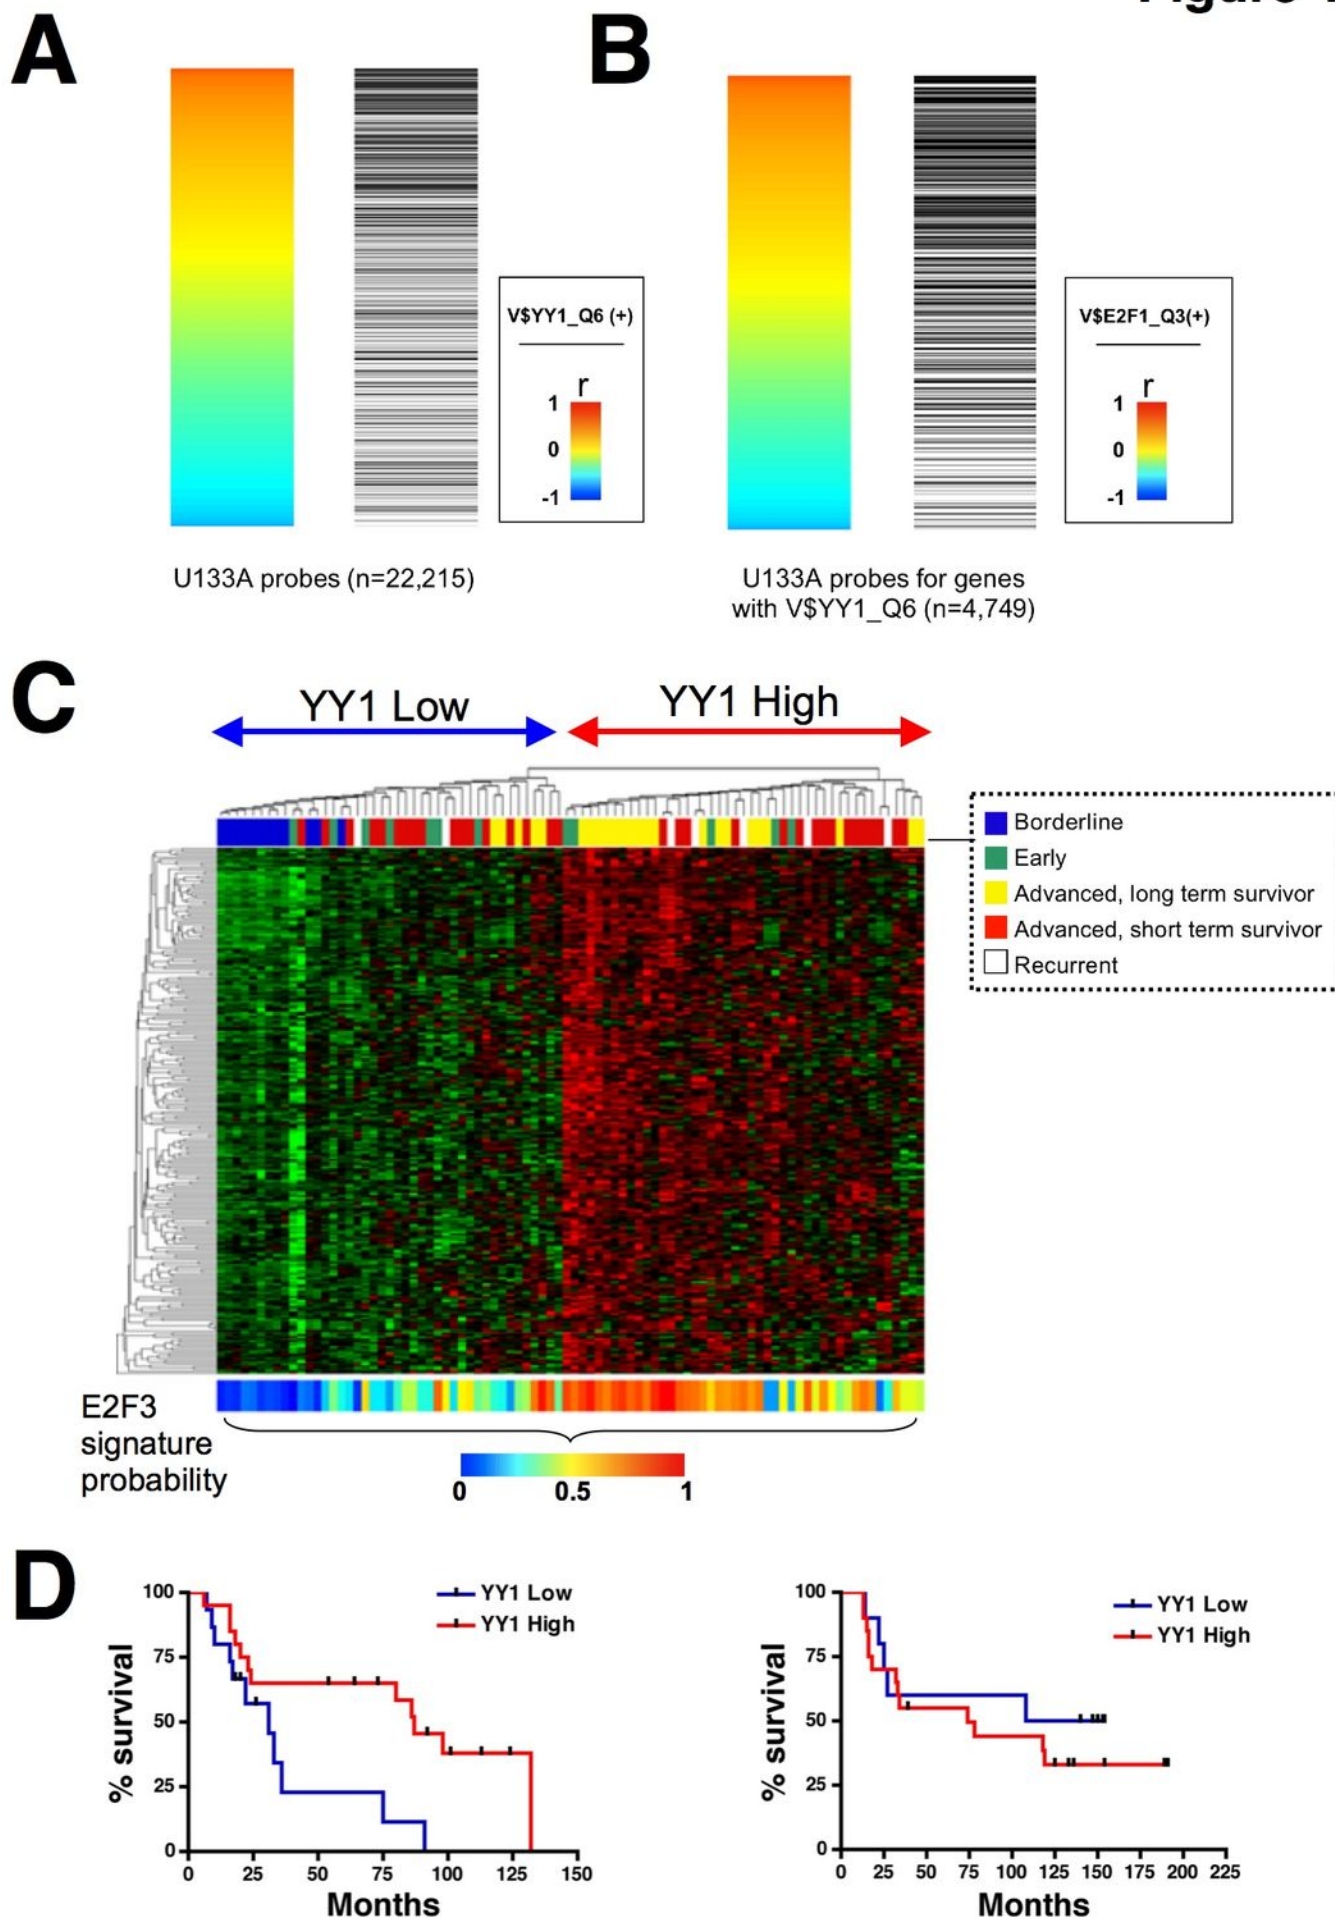 Figure
A
B
V$YY1_Q6 (+)
r
1
0
-1
V$E2F1_Q3(+)
r
1
0
-1
U133A probes (n=22,215)
U133A probes for genes
with V$YY1_Q6 (n=4,749)
C
YY1 Low
YY1 High
Borderline
Early
Advanced, long term survivor
Advanced, short term survivor
Recurrent
E2F3
signature
probability
0 0.5 1
D
YY1 Low
YY1 High
100
75
50
25
0
% survival
0 25 50 75 100 125 150
Months
YY1 Low
YY1 High
100
75
50
25
0
% survival
0 25 50 75 100 125 150 175 200 225
Months